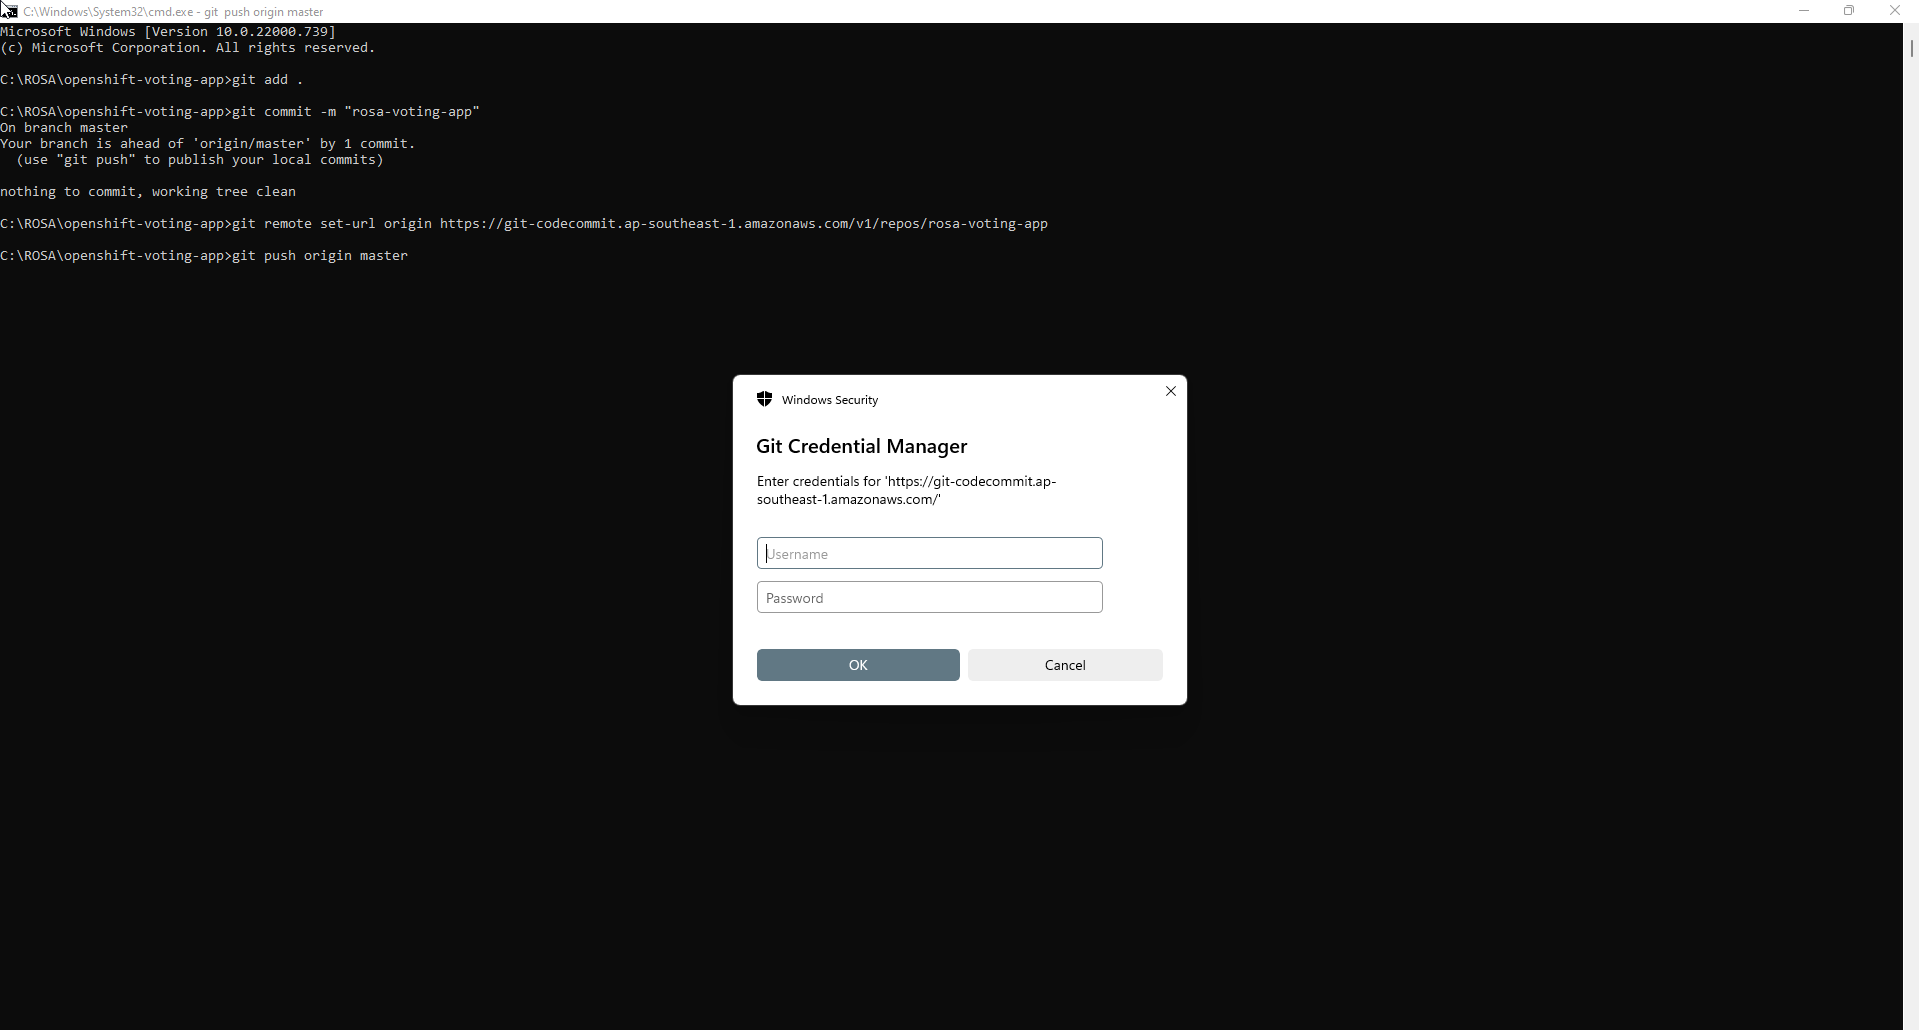 C:\Windows\System32\cmd.exe - git  push origin master
Microsoft Windows [Version 10.0.22000.739]
(c) Microsoft Corporation. All rights reserved.
C:\ROSA\openshift-voting-app>git add .
C:\ROSA\openshift-voting-app>git commit -m "rosa-voting-app"
On branch master
Your branch is ahead of 'origin/master' by 1 commit.
  (use "git push" to publish your local commits)
nothing to commit, working tree clean
C:\ROSA\openshift-voting-app>git remote set-url origin https://git-codecommit.ap-southeast-1.amazonaws.com/v1/repos/rosa-voting-app
C:\ROSA\openshift-voting-app>git push origin master
Windows Security
Git Credential Manager
Enter credentials for 'https://git-codecommit.ap-
southeast-1.amazonaws.com/'
Username
Password
OK
Cancel